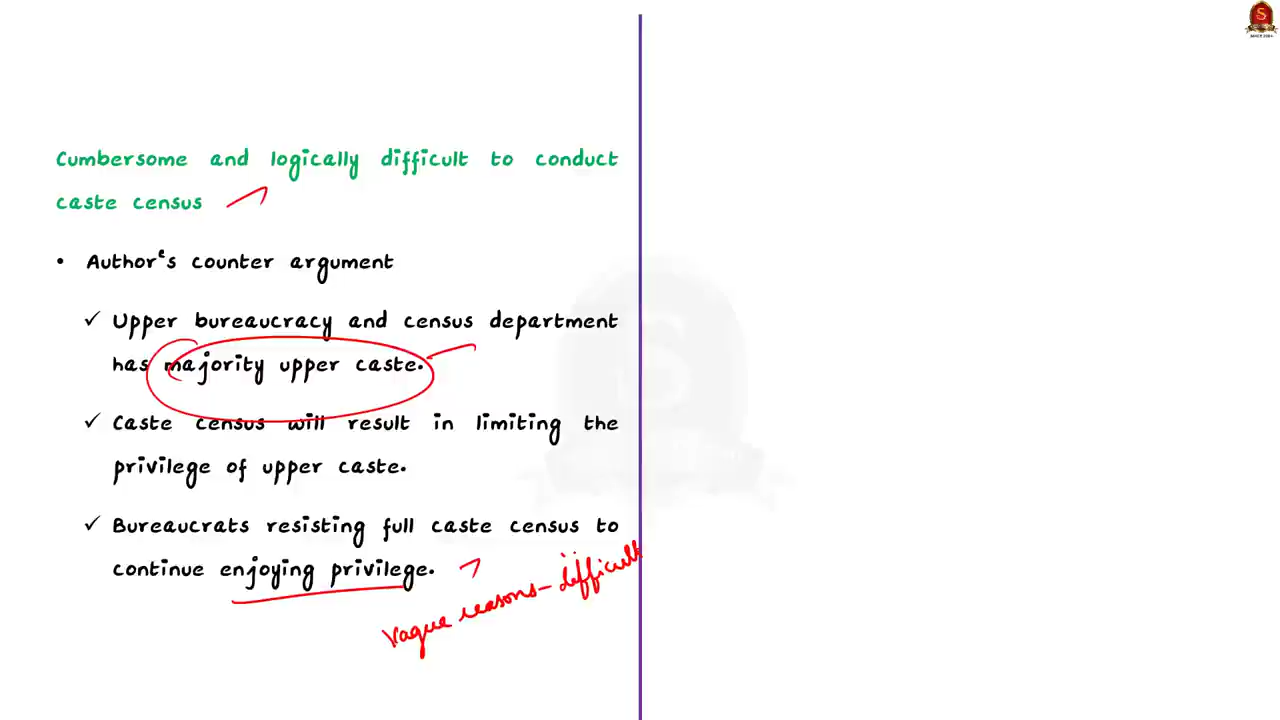 Cumbersome and logically difficult to conduct
caste census
• Author's counter argument
✓ Upper bureaucracy and census department
has majority upper caste.
✓ Caste census will result in limiting the
privilege of upper caste.
✓ Bureaucrats resisting full caste census to
continue enjoying privilege.
Vague reasons - difficult